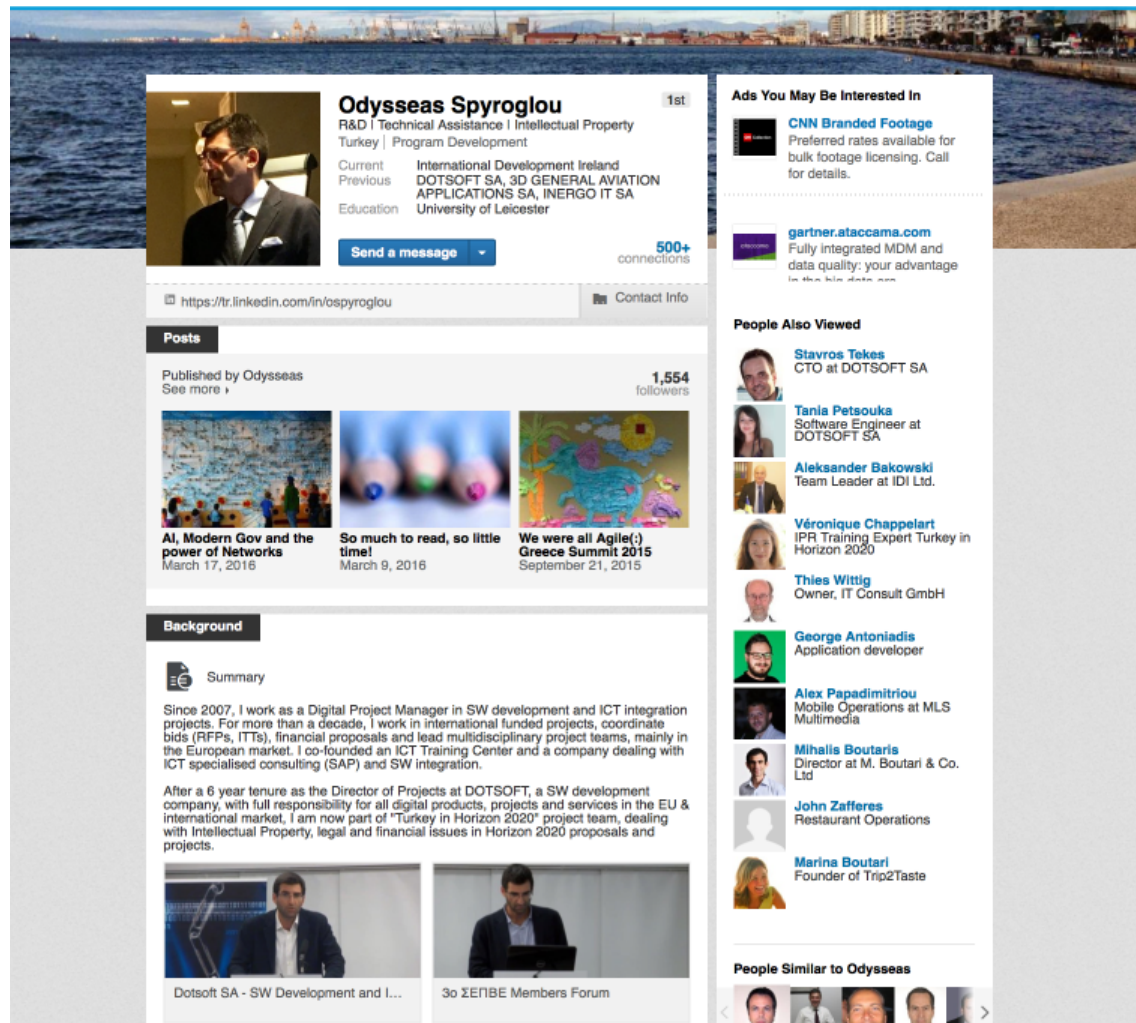 Odysseas Spyroglou
1st
R&D | Technical Assistance | Intellectual Property
Turkey | Program Development
Current International Development Ireland
Previous DOTSOFT SA, 3D GENERAL AVIATION
APPLICATIONS SA, INERGO IT SA
Education University of Leicester
Send a message
500+
connections
https://tr.linkedin.com/in/ospyroglou
Contact Info
Posts
Published by Odysseas
See more
1,554
followers
AI, Modern Gov and the
power of Networks
March 17, 2016
So much to read, so little
time!
March 9, 2016
We were all Agile(:)
Greece Summit 2015
September 21, 2015
Background
Summary
Since 2007, I work as a Digital Project Manager in SW development and ICT integration
projects. For more than a decade, I work in international funded projects, coordinate
bids (RFPs, ITTs), financial proposals and lead multidisciplinary project teams, mainly in
the European market. I co-founded an ICT Training Center and a company dealing with
ICT specialised consulting (SAP) and SW integration.
After a 6 year tenure as the Director of Projects at DOTSOFT, a SW development
company, with full responsibility for all digital products, projects and services in the EU &
international market, I am now part of "Turkey in Horizon 2020" project team, dealing
with Intellectual Property, legal and financial issues in Horizon 2020 proposals and
projects.
Dotsoft SA - SW Development and I...
3ο ΣΕΠΒΕ Members Forum
Ads You May Be Interested In
CNN Branded Footage
Preferred rates available for
bulk footage licensing. Call
for details.
gartner.ataccama.com
Fully integrated MDM and
data quality: your advantage
in the big data era
People Also Viewed
Stavros Tekes
CTO at DOTSOFT SA
Tania Petsouka
Software Engineer at
DOTSOFT SA
Aleksander Bakowski
Team Leader at IDI Ltd.
Véronique Chappelart
IPR Training Expert Turkey in
Horizon 2020
Thies Wittig
Owner, IT Consult GmbH
George Antoniadis
Application developer
Alex Papadimitriou
Mobile Operations at MLS
Multimedia
Mihalis Boutaris
Director at M. Boutari & Co.
Ltd
John Zafferes
Restaurant Operations
Marina Boutari
Founder of Trip2Taste
People Similar to Odysseas